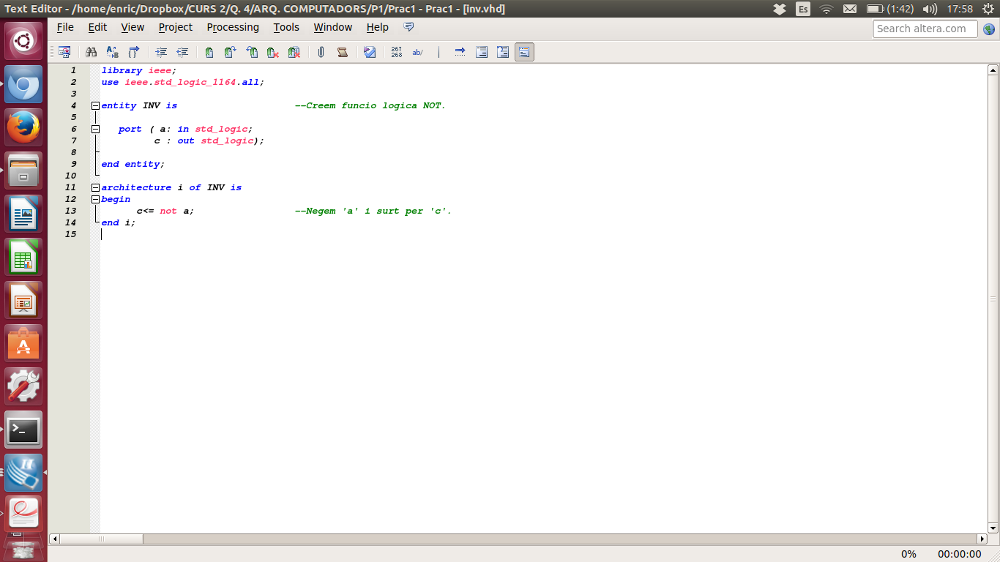 Text Editor - /home/enric/Dropbox/CURS 2/Q. 4/ARQ. COMPUTADORS/P1/Prac1 - Prac1 - [inv.vhd]
Es (1:42) 17:58
File Edit View Project Processing Tools Window Help
Search altera.com
267
268
ab/
1 library ieee;
2 use ieee.std_logic_1164.all;
3
4 entity INV is --Creem funcio logica NOT.
5
6 port ( a: in std_logic;
7 c : out std_logic);
8
9 end entity;
10
11 architecture i of INV is
12 begin
13 c<= not a; --Negem 'a' i surt per 'c'.
14 end i;
15
0% 00:00:00